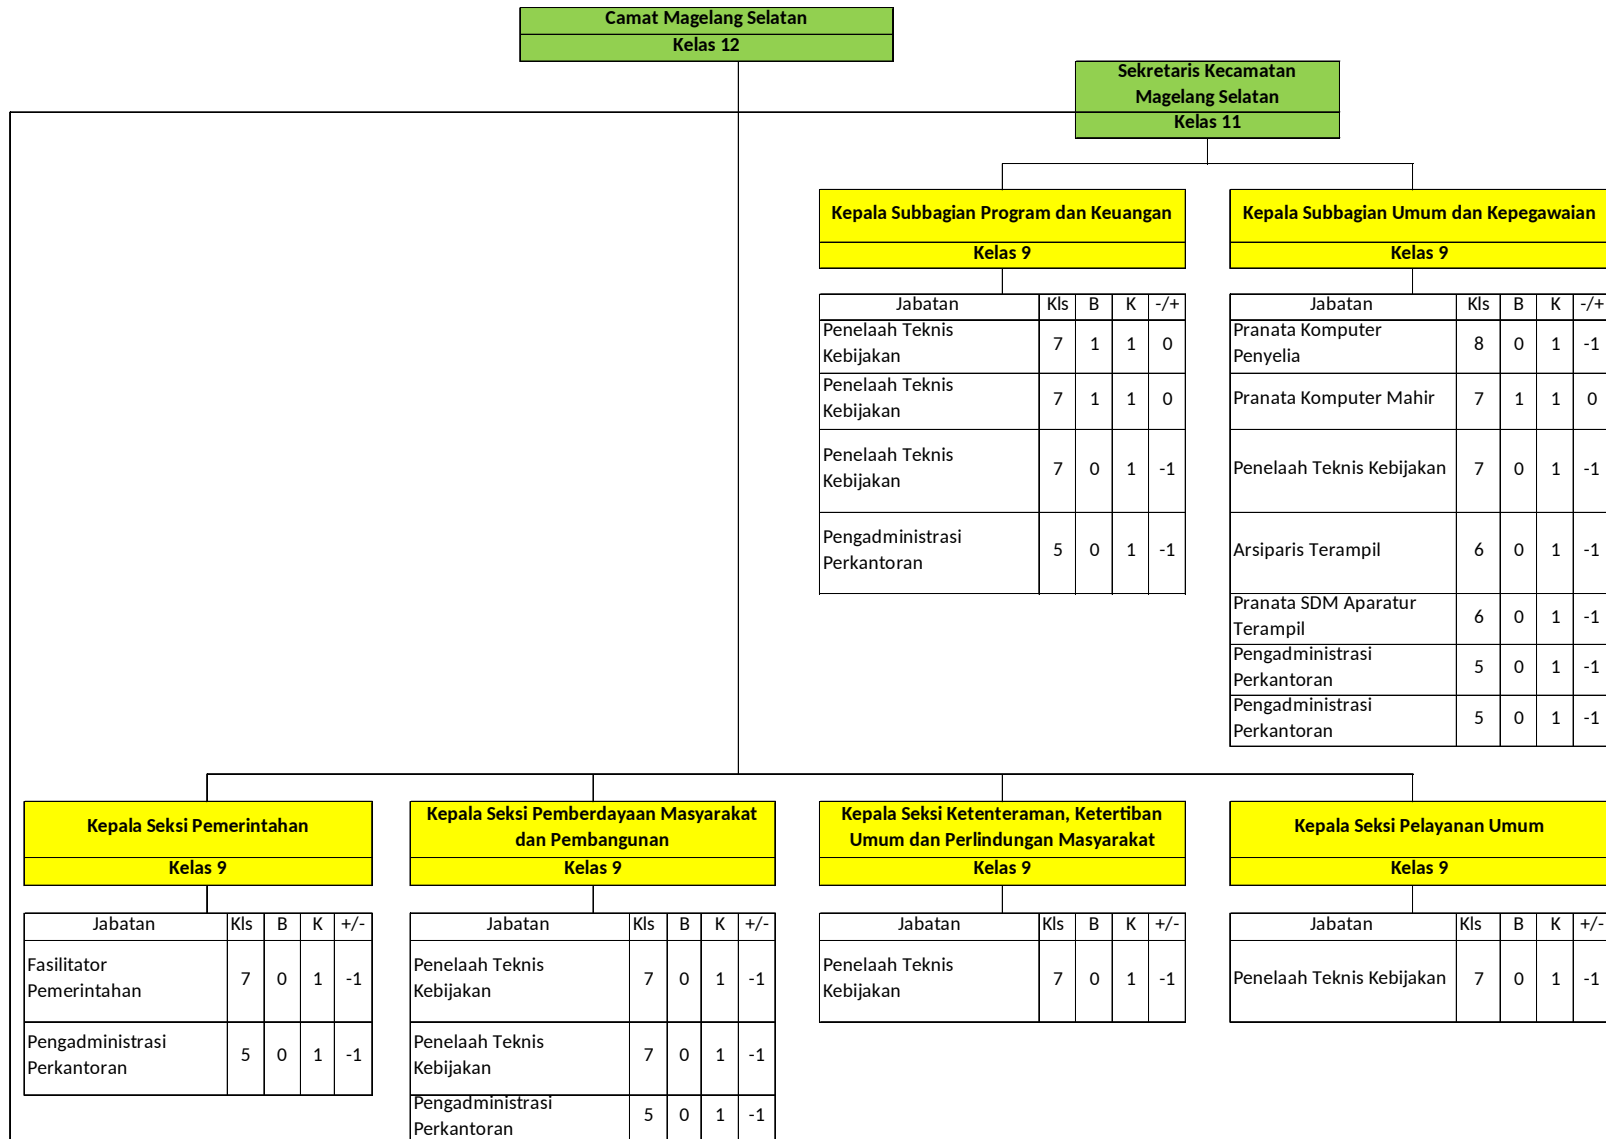 Camat Magelang Selatan
Kelas 12
Sekretaris Kecamatan
Magelang Selatan
Kelas 11
Kepala Subbagian Program dan Keuangan
Kelas 9
Jabatan Kls B K -/+
Penelaah Teknis
Kebijakan 7 1 1 0
Penelaah Teknis
Kebijakan 7 1 1 0
Penelaah Teknis
Kebijakan 7 0 1 -1
Pengadministrasi
Perkantoran 5 0 1 -1
Kepala Subbagian Umum dan Kepegawaian
Kelas 9
Jabatan Kls B K -/+
Pranata Komputer
Penyelia 8 0 1 -1
Pranata Komputer Mahir 7 1 1 0
Penelaah Teknis Kebijakan 7 0 1 -1
Arsiparis Terampil 6 0 1 -1
Pranata SDM Aparatur
Terampil 6 0 1 -1
Pengadministrasi
Perkantoran 5 0 1 -1
Pengadministrasi
Perkantoran 5 0 1 -1
Kepala Seksi Pemerintahan
Kelas 9
Jabatan Kls B K +/-
Fasilitator
Pemerintahan 7 0 1 -1
Pengadministrasi
Perkantoran 5 0 1 -1
Kepala Seksi Pemberdayaan Masyarakat
dan Pembangunan
Kelas 9
Jabatan Kls B K +/-
Penelaah Teknis
Kebijakan 7 0 1 -1
Penelaah Teknis
Kebijakan 7 0 1 -1
Pengadministrasi
Perkantoran 5 0 1 -1
Kepala Seksi Ketenteraman, Ketertiban
Umum dan Perlindungan Masyarakat
Kelas 9
Jabatan Kls B K +/-
Penelaah Teknis
Kebijakan 7 0 1 -1
Kepala Seksi Pelayanan Umum
Kelas 9
Jabatan Kls B K +/-
Penelaah Teknis Kebijakan 7 0 1 -1